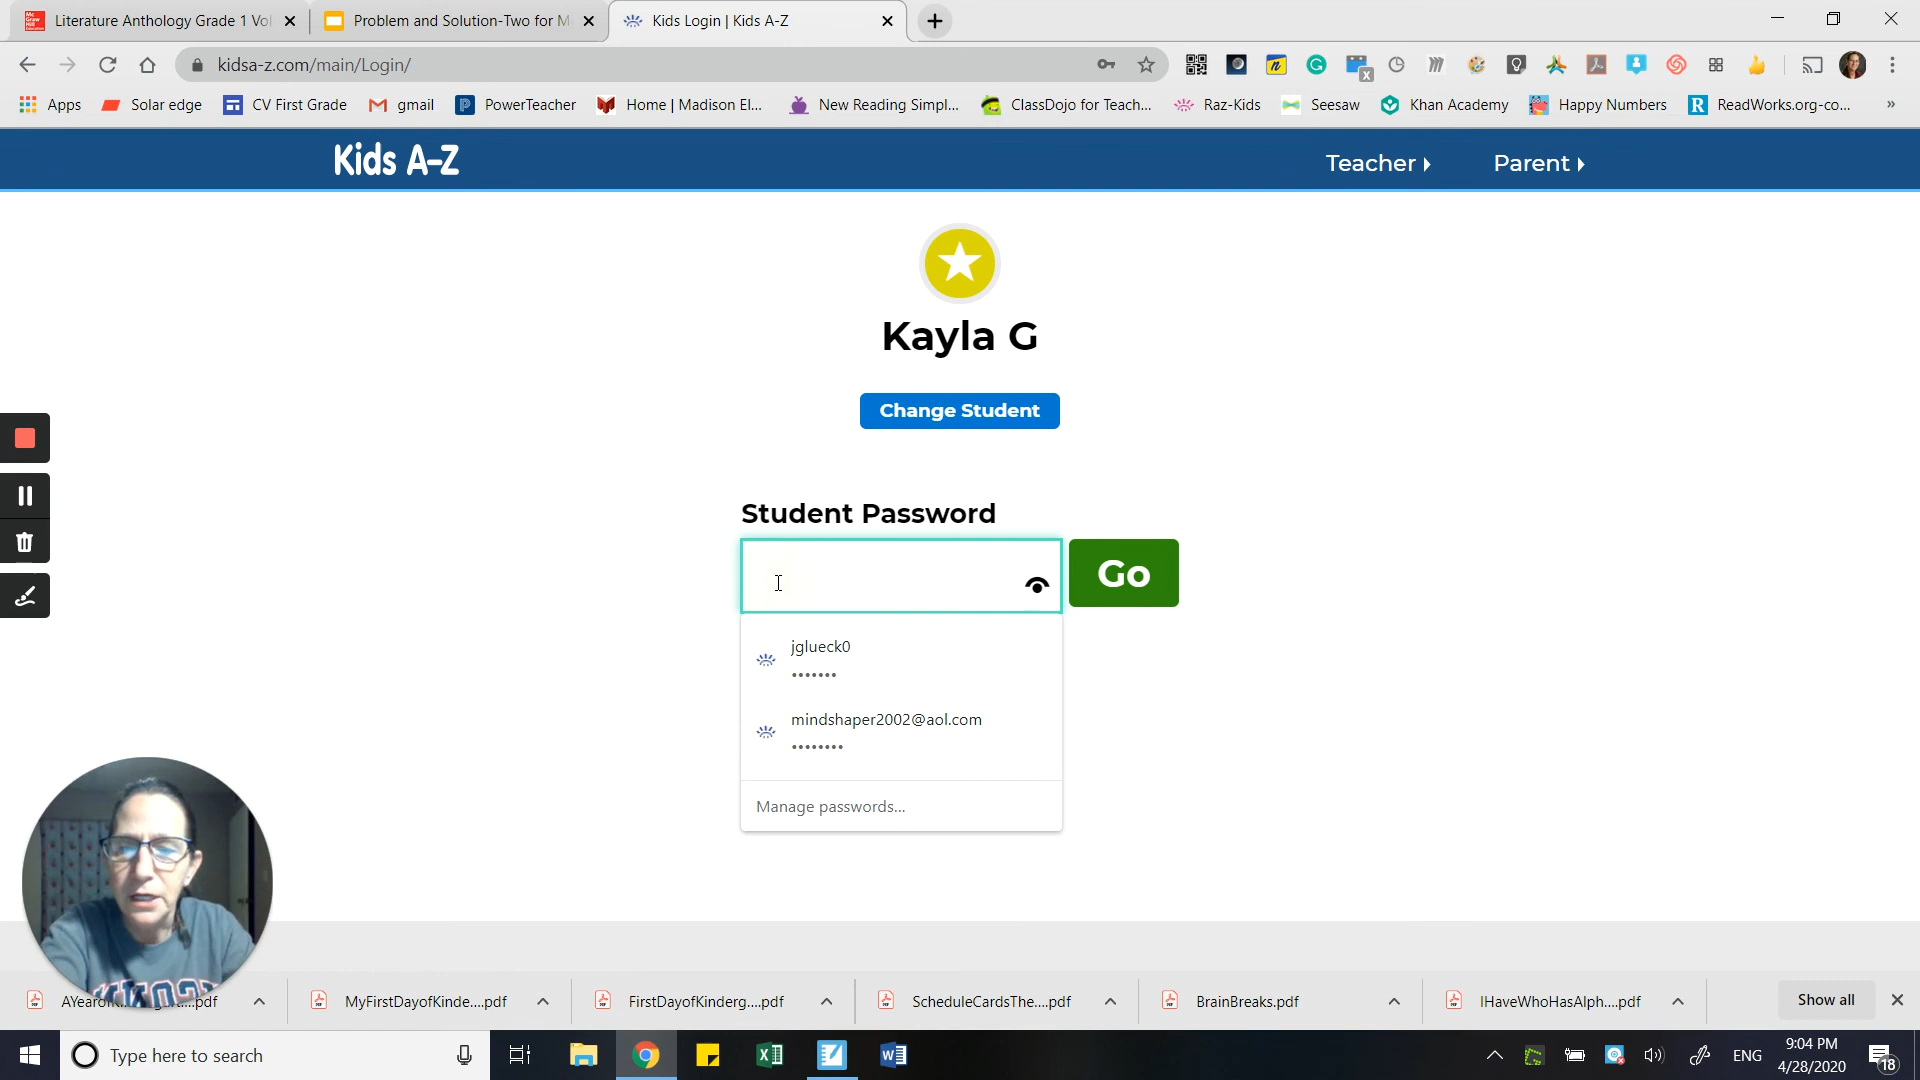 Literature Anthology Grade 1 Vol
Problem and Solution-Two for M
Kids Login | Kids A-Z
kidsa-z.com/main/Login/
Apps
Solar edge
CV First Grade
gmail
PowerTeacher
Home | Madison El...
New Reading Simpl...
ClassDojo for Teach...
Raz-Kids
Seesaw
Khan Academy
Happy Numbers
ReadWorks.org-co...
»
Kids A-Z
Teacher
Parent
Kayla G
Change Student
Student Password
Go
jglueck0
•••••••
mindshaper2002@aol.com
••••••••
Manage passwords...
MyFirstDayofKinde....pdf
FirstDayofKinderg....pdf
ScheduleCardsThe....pdf
BrainBreaks.pdf
IHaveWhoHasAlph....pdf
Show all
Type here to search
ENG
9:04 PM
4/28/2020
18